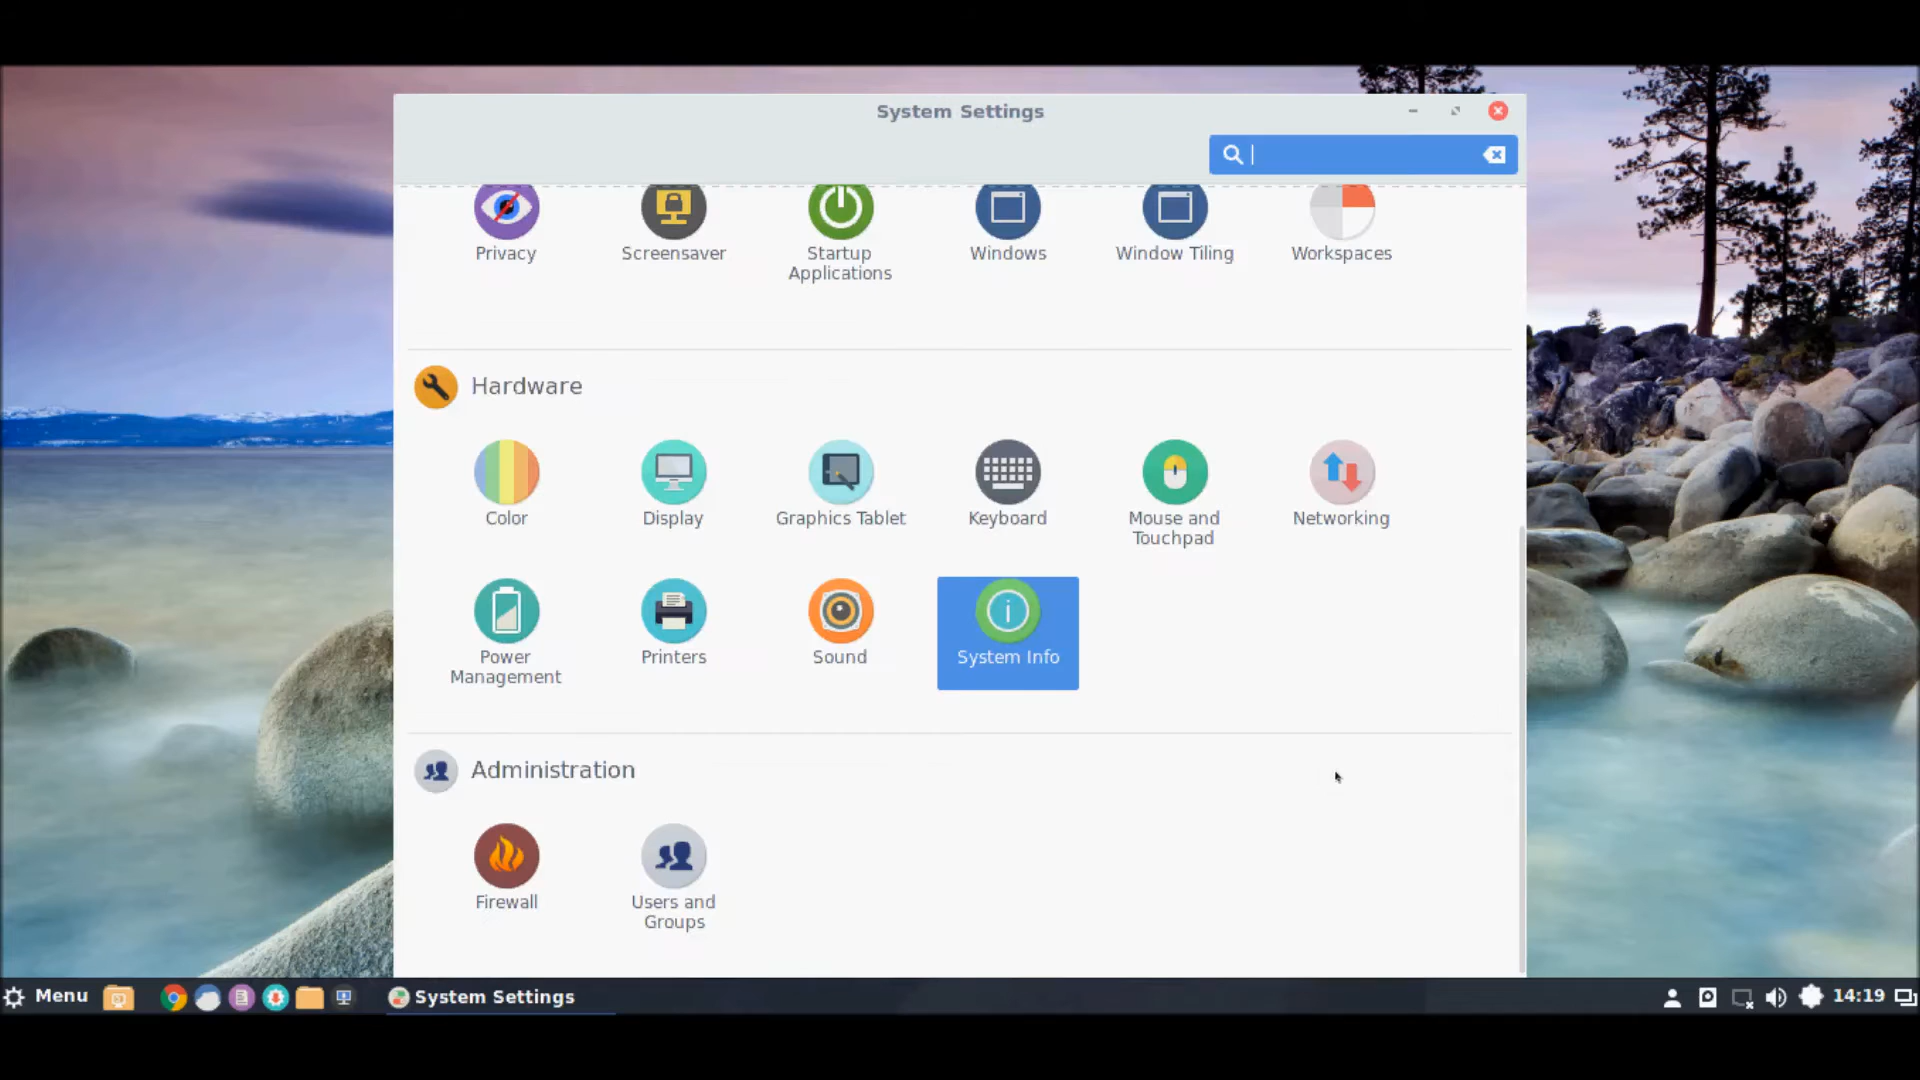 System Settings
Privacy
Screensaver
Startup
Applications
Windows
Window Tiling
Workspaces
Hardware
Color
Display
Graphics Tablet
Keyboard
Mouse and
Touchpad
Networking
Power
Management
Printers
Sound
System Info
Administration
Firewall
Users and
Groups
Menu
System Settings
14:19